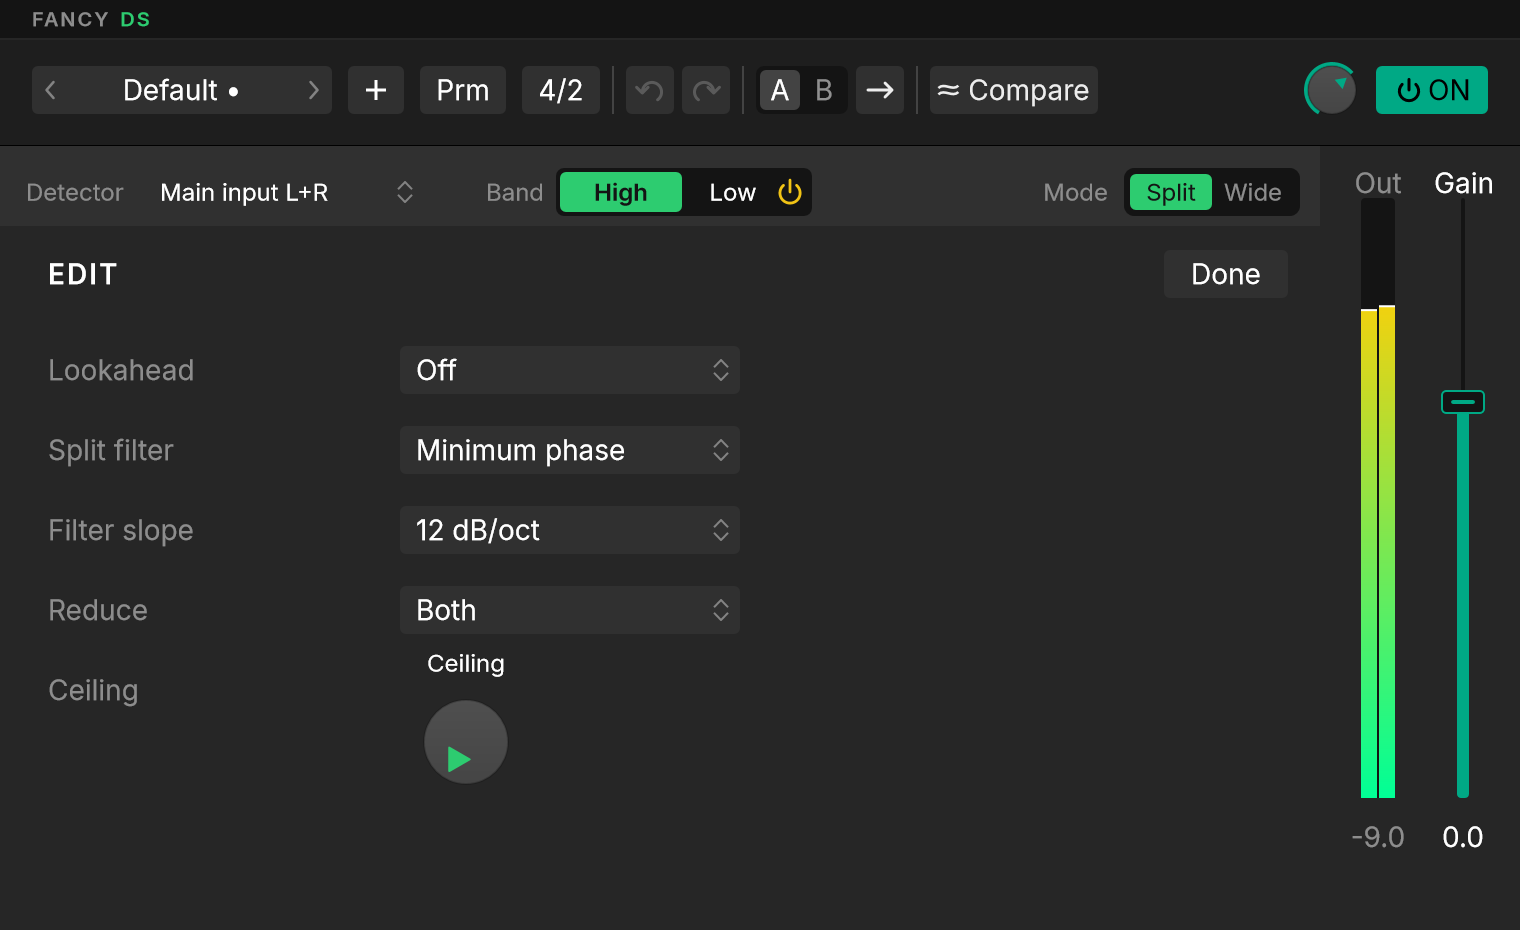 FANCY DS
Default •
+
Prm
4/2
A B
→
≈ Compare
ON
Detector Main input L+R
Band High Low
Mode Split Wide
Out Gain
EDIT
Done
Lookahead Off
Split filter Minimum phase
Filter slope 12 dB/oct
Reduce Both
Ceiling
Ceiling
-9.0 0.0